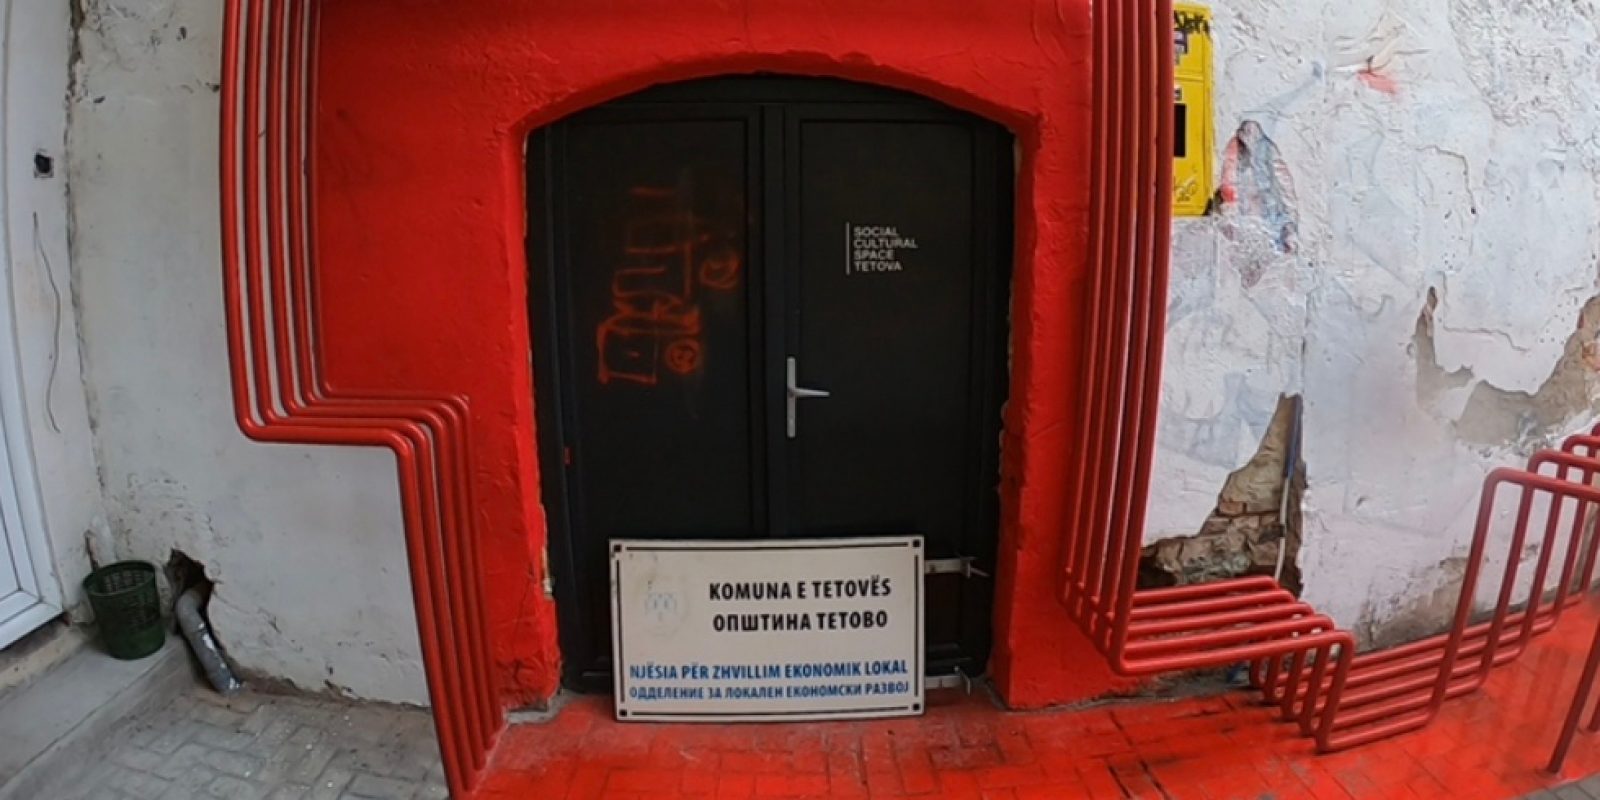 SOCIAL
CULTURAL
SPACE
TETOVA
KOMUNA E TETOVËS
ОПШТИНА ТЕТОВО
NJËSIA PËR ZHVILLIM EKONOMIK LOKAL
ОДДЕЛЕНИЕ ЗА ЛОКАЛЕН ЕКОНОМСКИ РАЗВОЈ